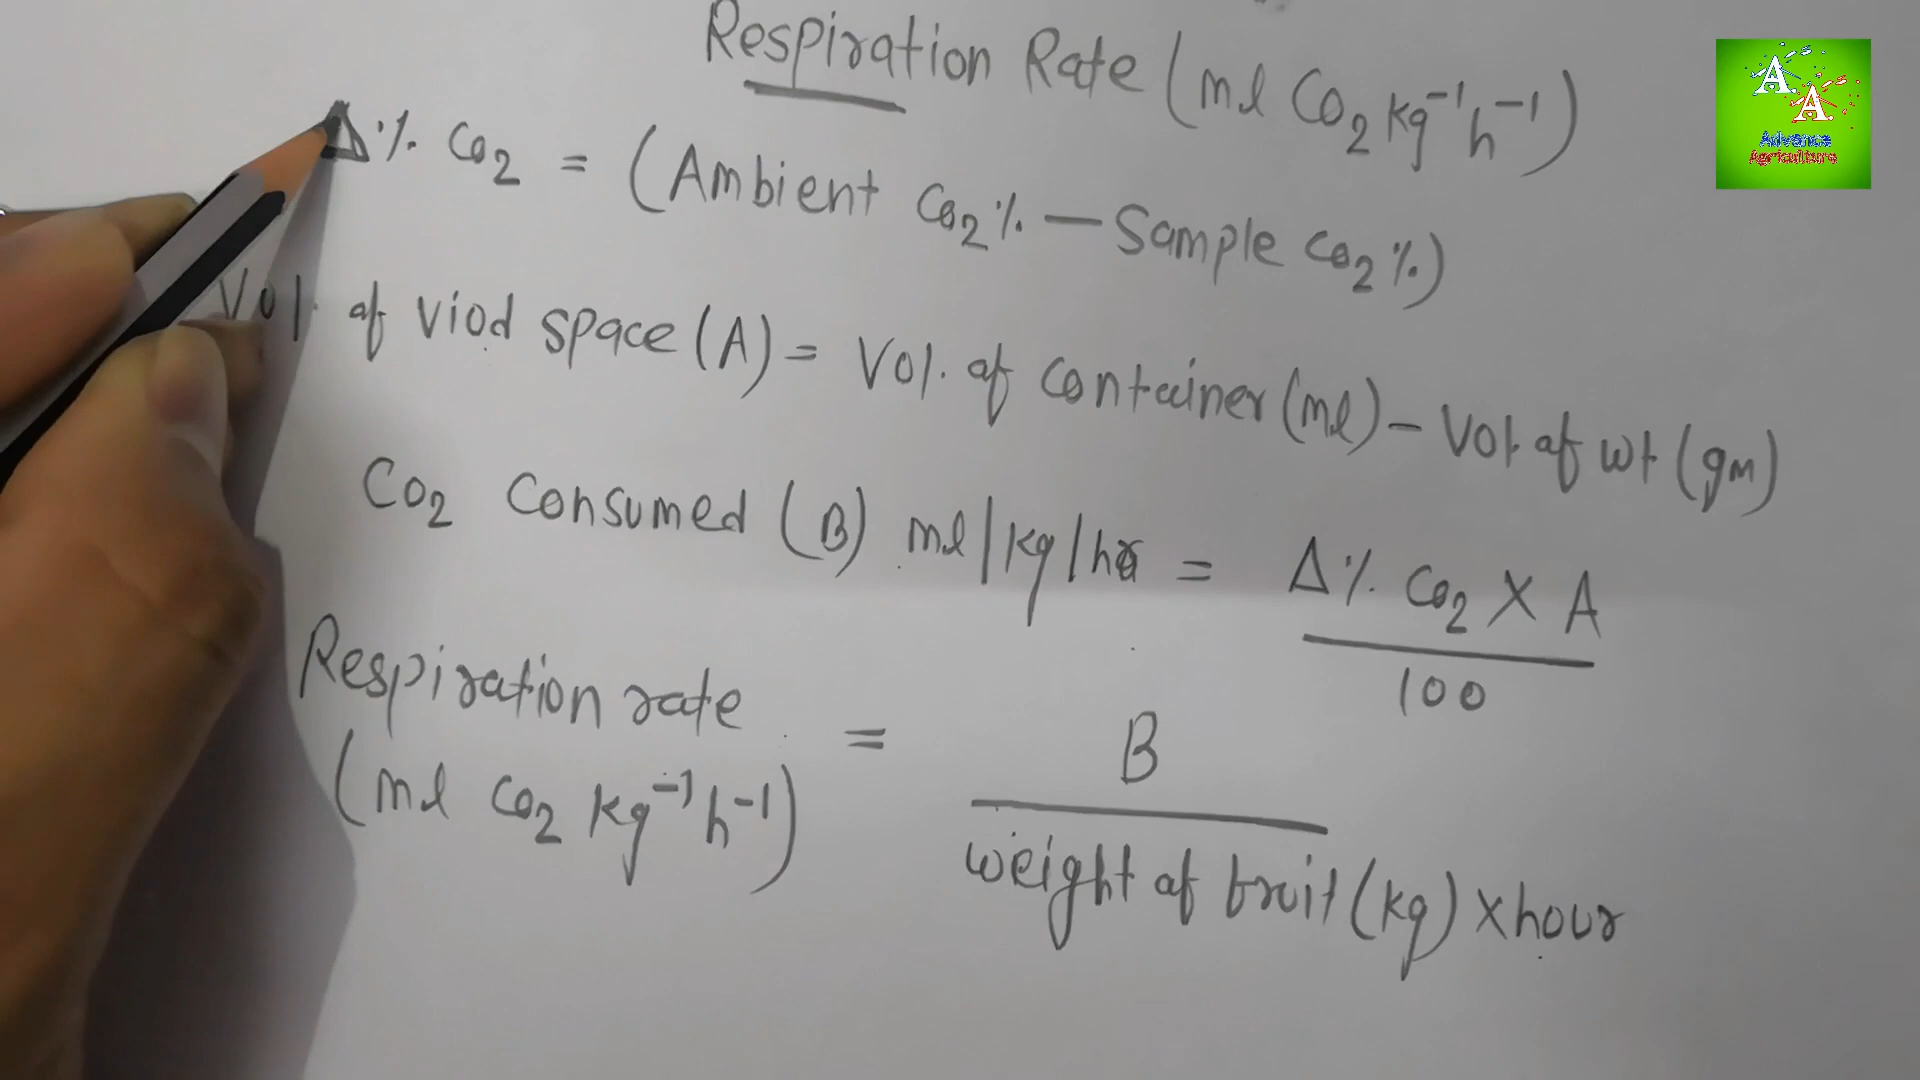 Respiration Rate (ml CO2 kg⁻¹ h⁻¹)
A A
Advance
Agriculture
Δ% CO2 = (Ambient CO2% - Sample CO2%)
Vol. of Viod space (A) = Vol. of container (ml) - Vol. of wt (gm)
CO2 Consumed (B) ml/kg/hr = Δ% CO2 X A
100
Respiration rate = B
(ml CO2 kg⁻¹ h⁻¹) weight of fruit (kg) X hour